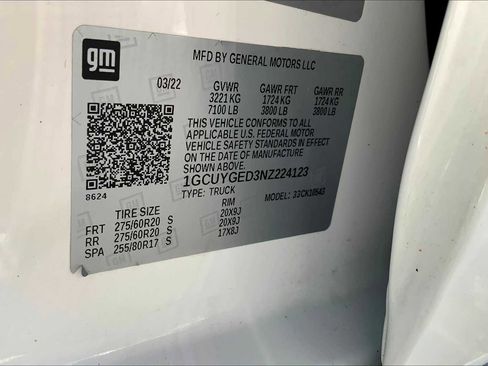 gm
MFD BY GENERAL MOTORS LLC
03/22 GVWR GAWR FRT GAWR RR
3221 KG 1724 KG 1724 KG
7100 LB 3800 LB 3800 LB
THIS VEHICLE CONFORMS TO ALL
APPLICABLE U.S. FEDERAL MOTOR
VEHICLE SAFETY STANDARDS IN
EFFECT ON THE DATE OF MANUFACTURE
SHOWN ABOVE.
1GCUYGED3NZ224123
TYPE: TRUCK MODEL:
8624
TIRE SIZE RIM
FRT 275/60R20 S 20X9J
RR 275/60R20 S 20X9J
SPA 255/80R17 S 17X8J